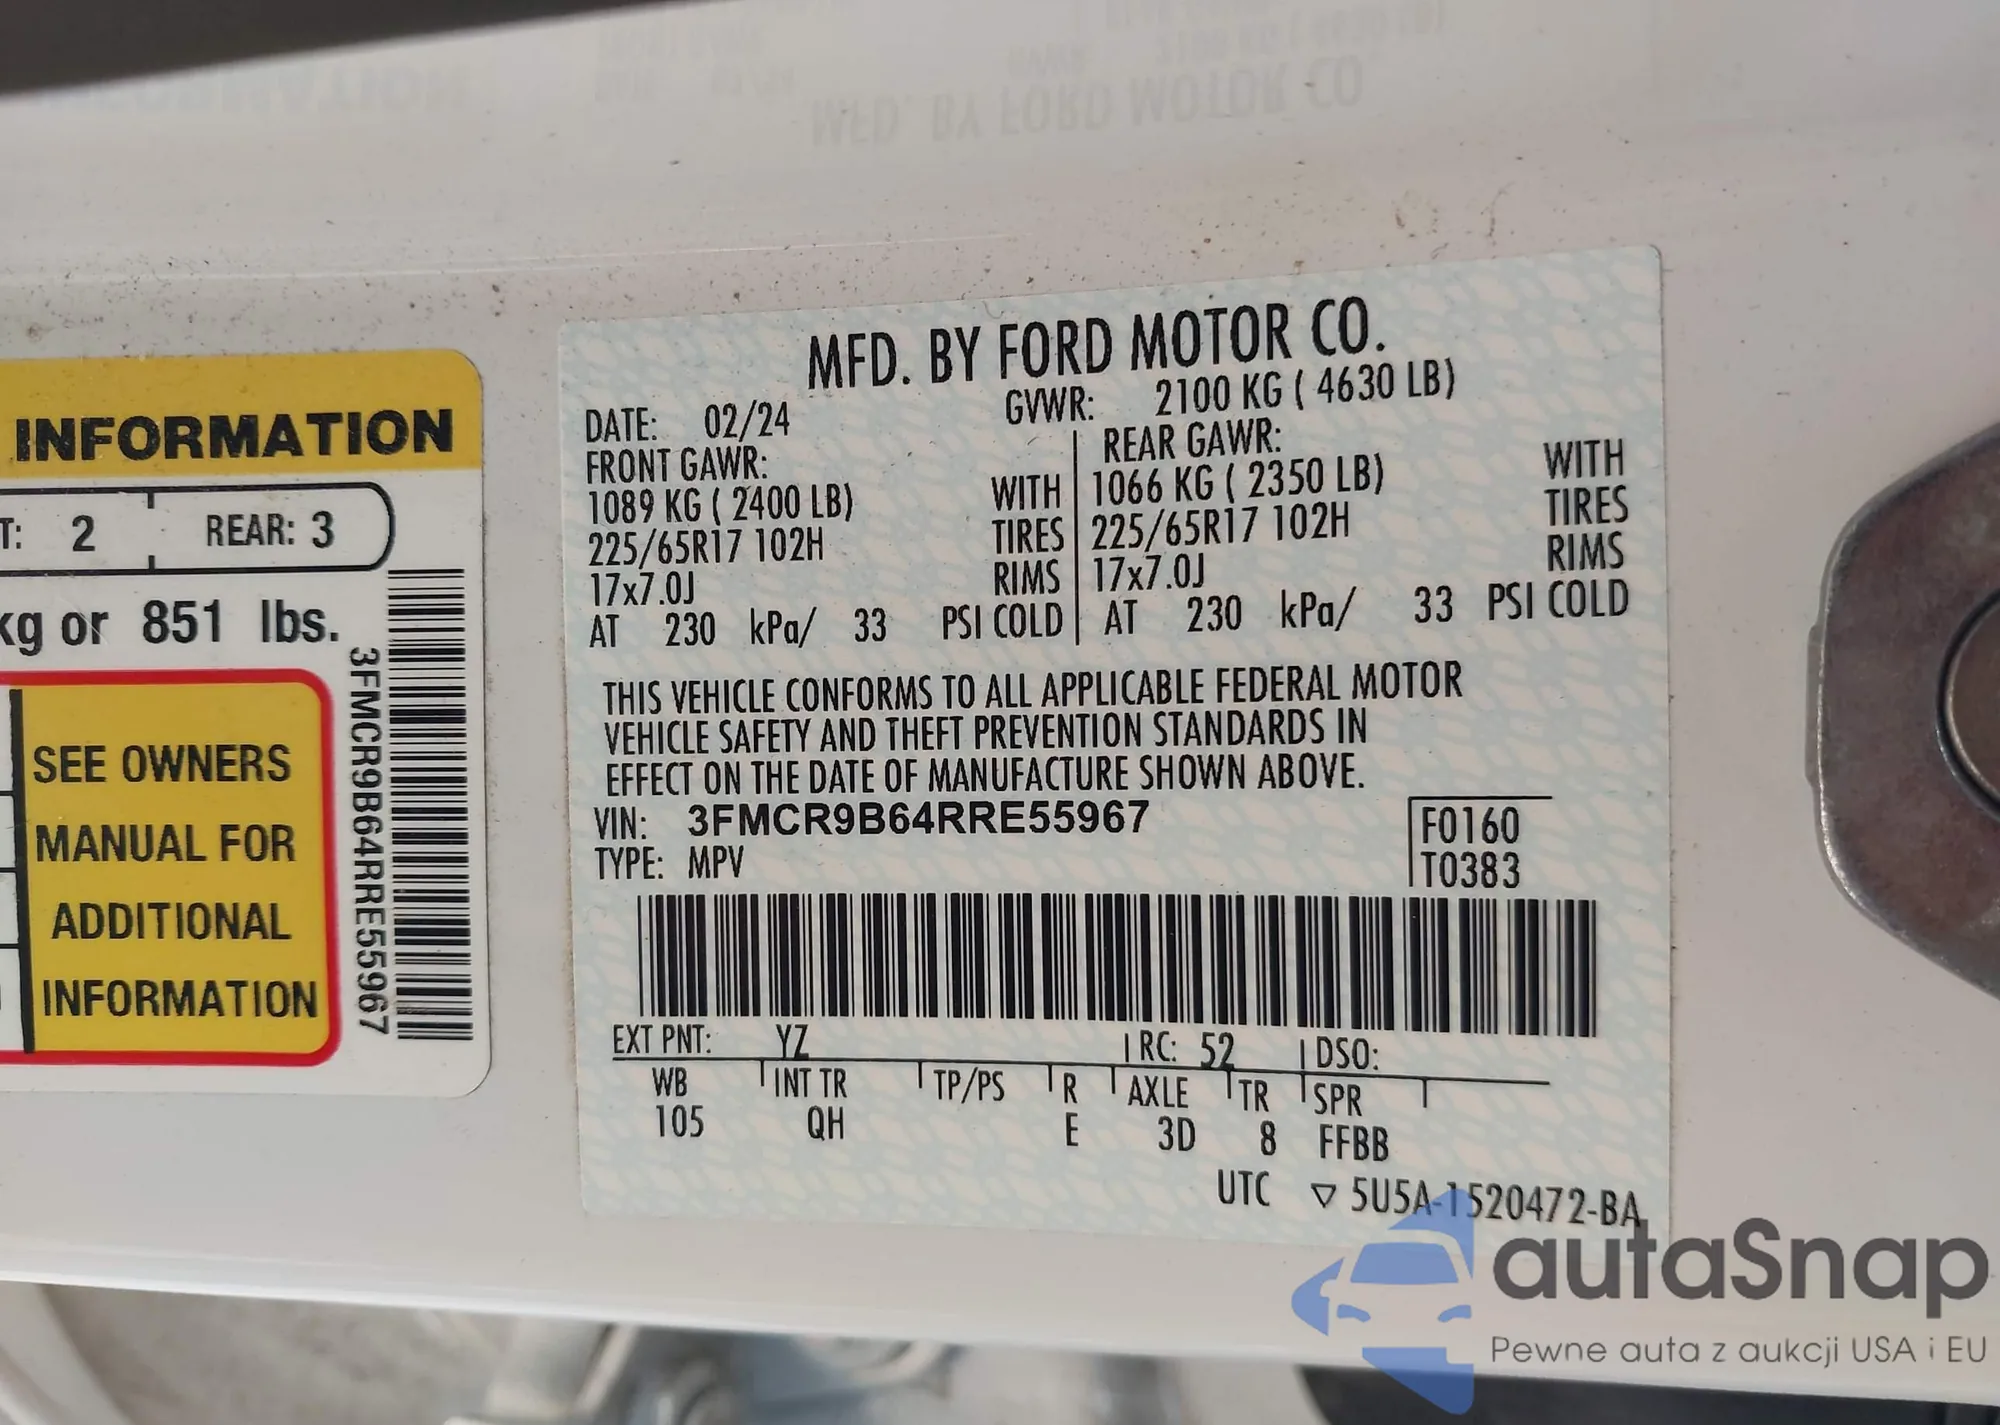 INFORMATION
T: 2 REAR: 3
kg or 851 lbs.
SEE OWNERS
MANUAL FOR
ADDITIONAL
INFORMATION
3FMCR9B64RRE55967
MFD. BY FORD MOTOR CO.
DATE: 02/24 GVWR: 2100 KG ( 4630 LB)
FRONT GAWR: REAR GAWR:
1089 KG ( 2400 LB) WITH 1066 KG ( 2350 LB) WITH
225/65R17 102H TIRES 225/65R17 102H TIRES
17x7.0J RIMS 17x7.0J RIMS
AT 230 kPa/ 33 PSI COLD AT 230 kPa/ 33 PSI COLD
THIS VEHICLE CONFORMS TO ALL APPLICABLE FEDERAL MOTOR
VEHICLE SAFETY AND THEFT PREVENTION STANDARDS IN
EFFECT ON THE DATE OF MANUFACTURE SHOWN ABOVE.
VIN: 3FMCR9B64RRE55967 F0160
TYPE: MPV T0383
EXT PNT: YZ RC: 52 DSO:
WB INT TR TP/PS R AXLE TR SPR
105 QH E 3D 8 FFBB
UTC ▽ 5U5A-1520472-BA
autaSnap
Pewne auta z aukcji USA i EU